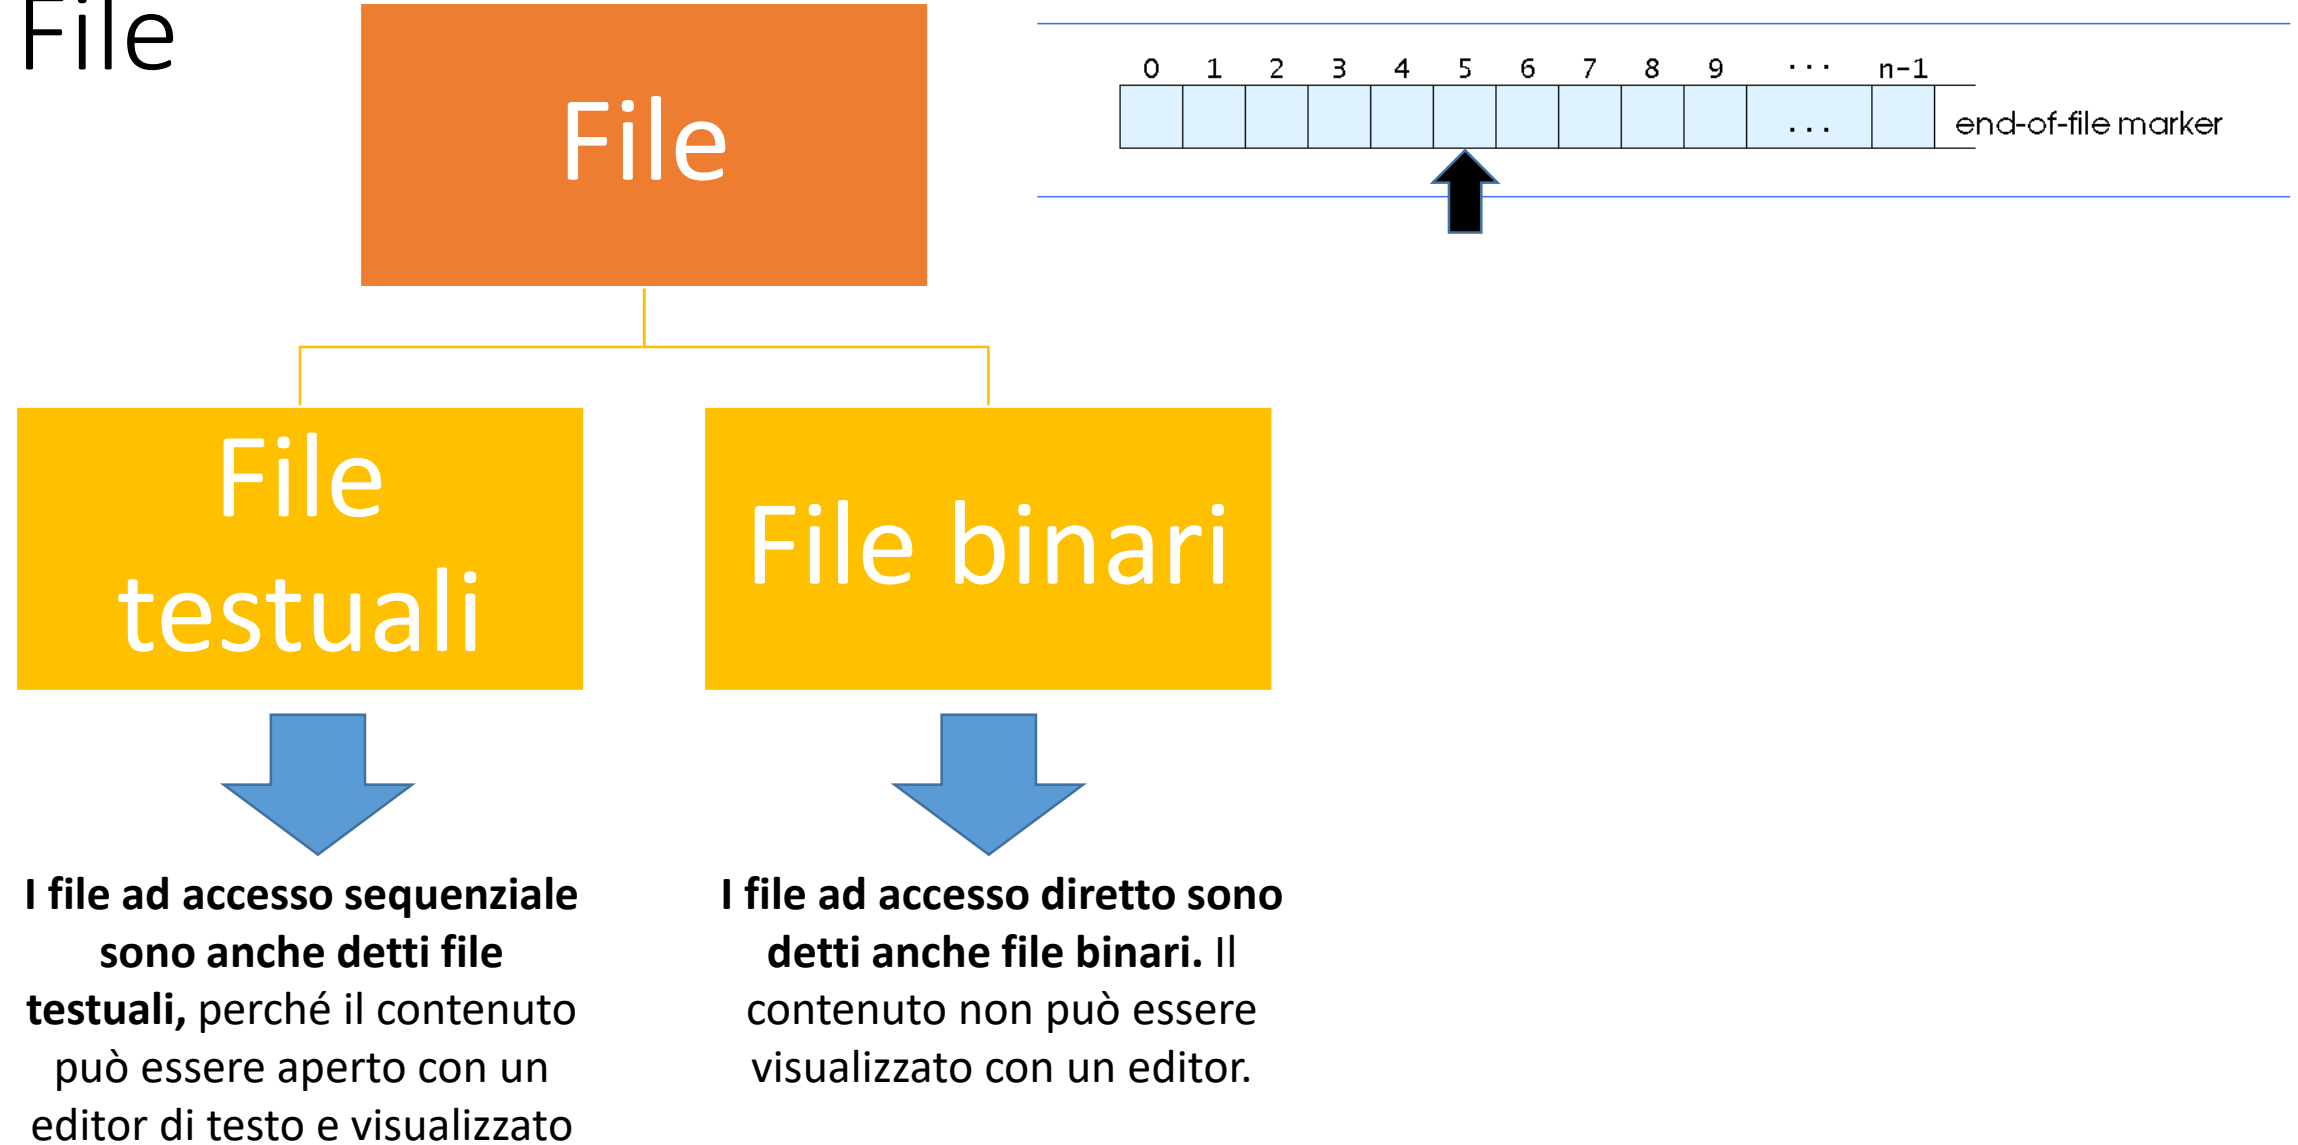 File
File
0 1 2 3 4 5 6 7 8 9 ... n-1
...
end-of-file marker
File
testuali
File binari
I file ad accesso sequenziale
sono anche detti file
testuali, perché il contenuto
può essere aperto con un
editor di testo e visualizzato
I file ad accesso diretto sono
detti anche file binari. Il
contenuto non può essere
visualizzato con un editor.